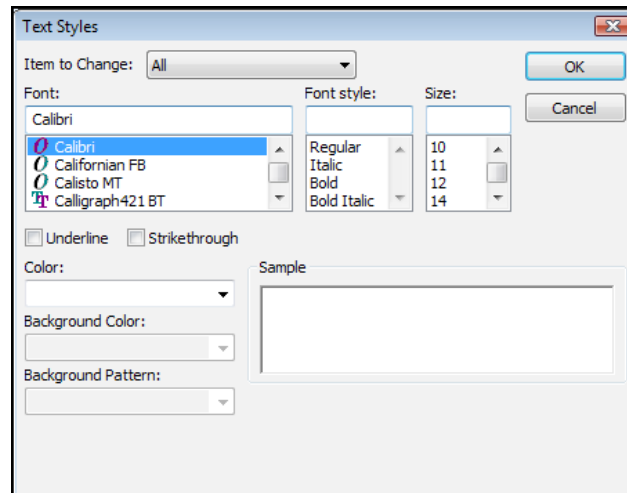 Text Styles
Item to Change: All
OK
Font: Font style: Size:
Cancel
Calibri
Calibri Regular 10
Californian FB Italic 11
Calisto MT Bold 12
Calligraph421 BT Bold Italic 14
Underline Strikethrough
Color: Sample
Background Color:
Background Pattern: